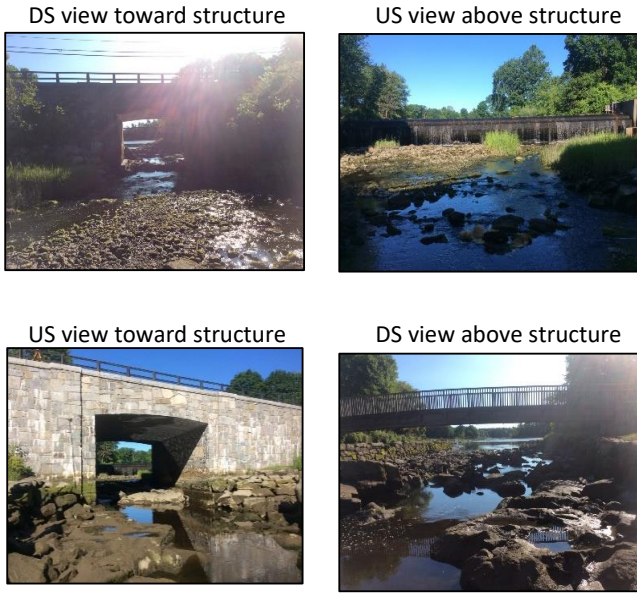 DS view toward structure
US view above structure
US view toward structure
DS view above structure